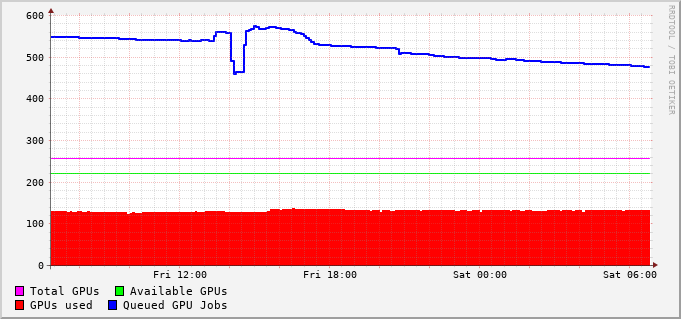 600
500
400
300
200
100
0
Fri 12:00 Fri 18:00 Sat 00:00 Sat 06:00
Total GPUs Available GPUs
GPUs used Queued GPU Jobs
RRDTOOL / TOBI OETIKER